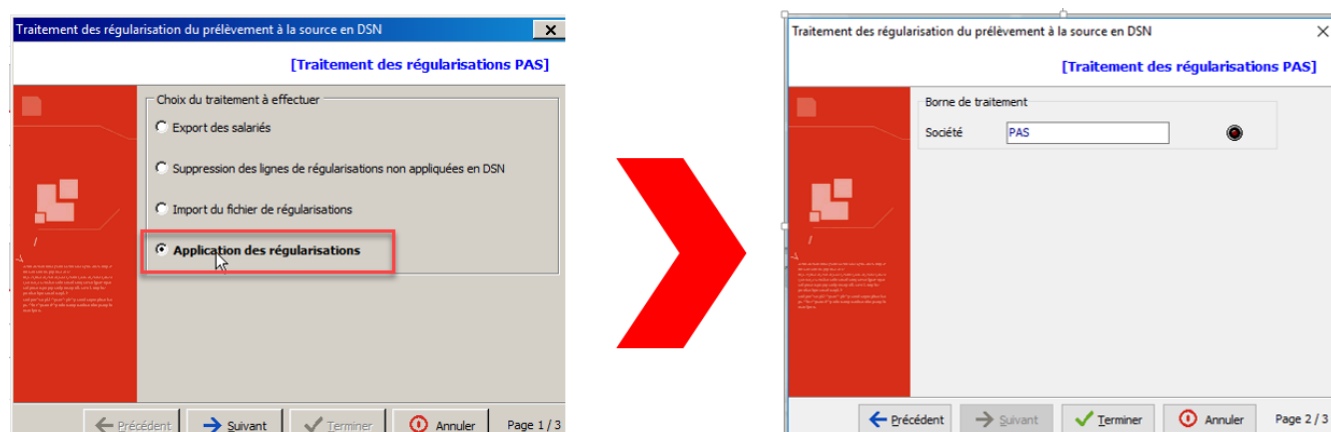 Traitement des régularisation du prélèvement à la source en DSN
[Traitement des régularisations PAS]
Choix du traitement à effectuer
Export des salariés
Suppression des lignes de régularisations non appliquées en DSN
Import du fichier de régularisations
Application des régularisations
Précédent
Suivant
Terminer
Annuler
Page 1 / 3
Traitement des régularisation du prélèvement à la source en DSN
[Traitement des régularisations PAS]
Borne de traitement
Société
PAS
Précédent
Suivant
Terminer
Annuler
Page 2 / 3